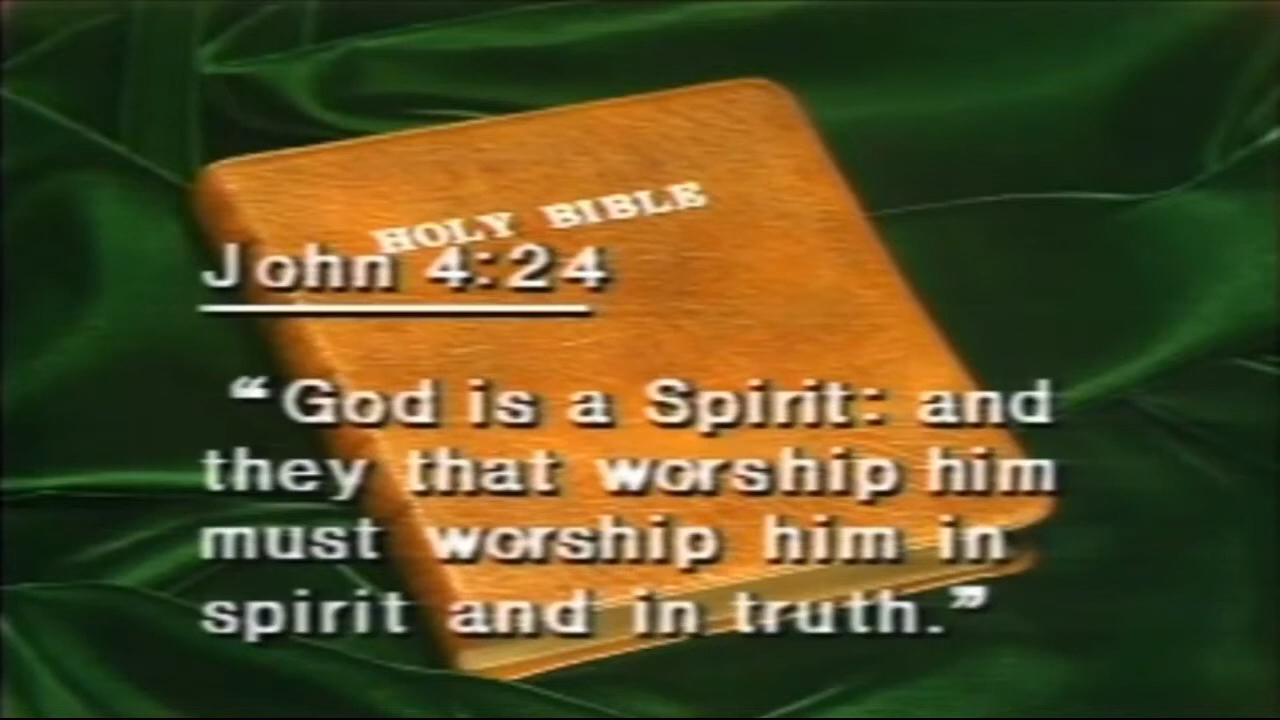 HOLY BIBLE
John 4:24
“God is a Spirit: and
they that worship him
must worship him in
spirit and in truth.”